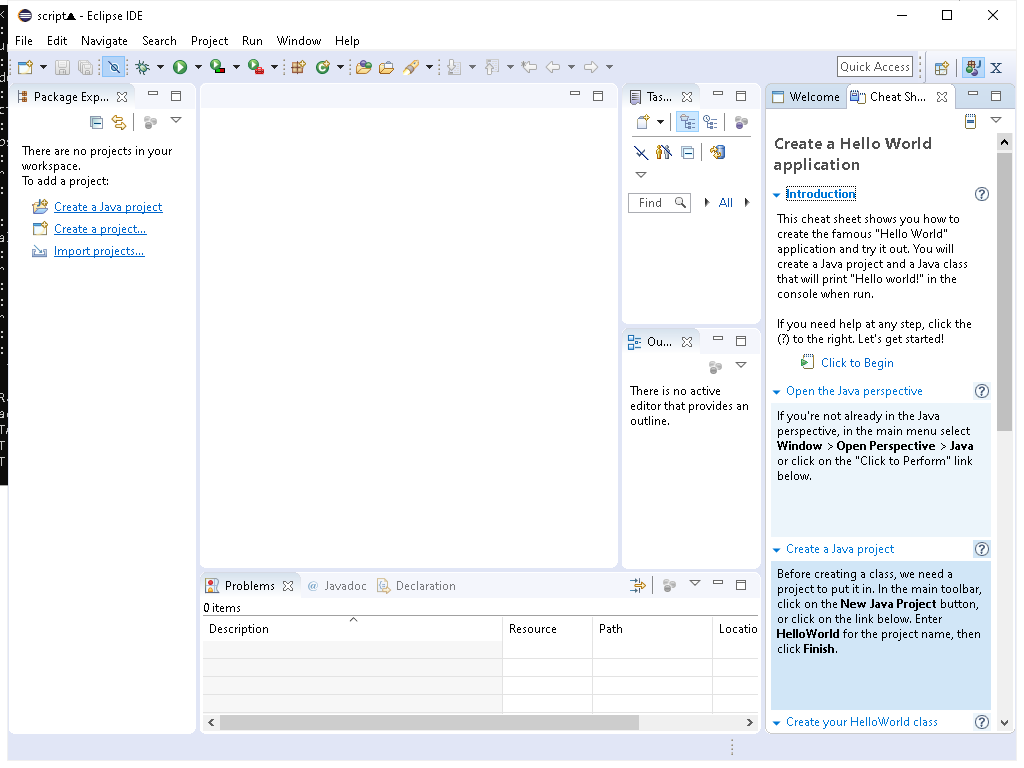 script▲ - Eclipse IDE
File Edit Navigate Search Project Run Window Help
Quick Access
Package Exp...
There are no projects in your
workspace.
To add a project:
Create a Java project
Create a project...
Import projects...
Tas...
Find
All
Ou...
There is no active
editor that provides an
outline.
Problems @ Javadoc Declaration
0 items
Description Resource Path Locatio
Welcome Cheat Sh...
Create a Hello World
application
Introduction
This cheat sheet shows you how to
create the famous "Hello World"
application and try it out. You will
create a Java project and a Java class
that will print "Hello world!" in the
console when run.
If you need help at any step, click the
(?) to the right. Let's get started!
Click to Begin
Open the Java perspective
If you're not already in the Java
perspective, in the main menu select
Window > Open Perspective > Java
or click on the "Click to Perform" link
below.
Create a Java project
Before creating a class, we need a
project to put it in. In the main toolbar,
click on the New Java Project button,
or click on the link below. Enter
HelloWorld for the project name, then
click Finish.
Create your HelloWorld class